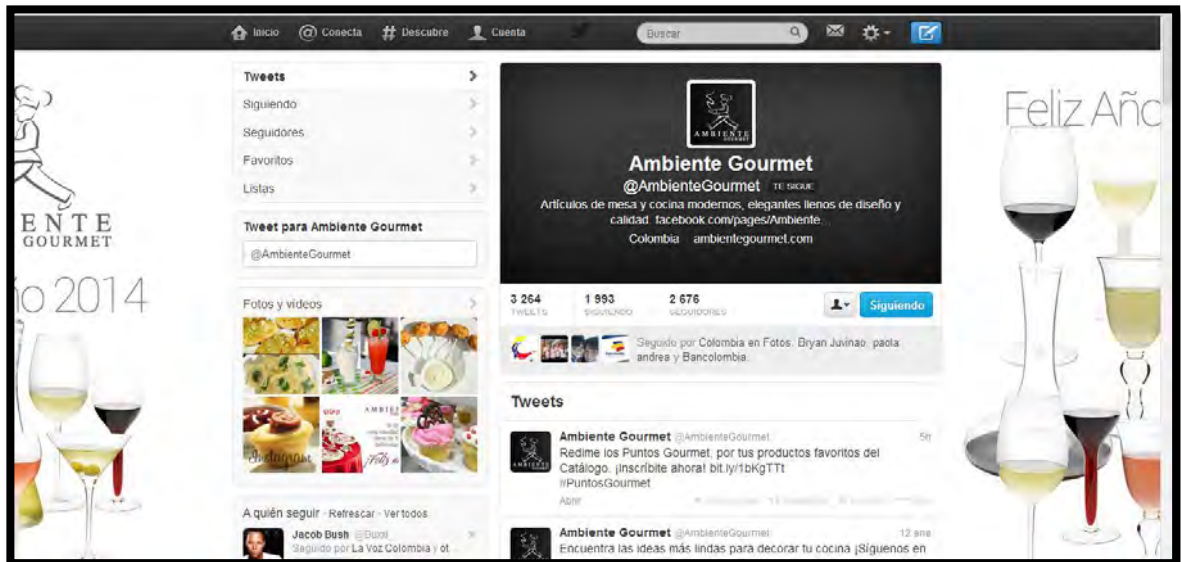 Inicio @ Conecta # Descubre Cuenta Buscar
Tweets
Siguiendo
Seguidores
Favoritos
Listas
Tweet para Ambiente Gourmet
@AmbienteGourmet
Fotos y vídeos
AMBIE
Instagram
A quién seguir · Refrescar · Ver todos
Jacob Bush
Seguido por La Voz Colombia y ot...
AMBIENTE
GOURMET
Ambiente Gourmet
@AmbienteGourmet TE SIGUE
Artículos de mesa y cocina modernos, elegantes llenos de diseño y
calidad. facebook.com/pages/Ambiente...
Colombia ambientegourmet.com
3 264 1 993 2 676
TWEETS SIGUIENDO SEGUIDORES
Siguiendo
Seguido por Colombia en Fotos, Bryan Juvinao, paola
andrea y Bancolombia.
Tweets
Ambiente Gourmet @AmbienteGourmet 5h
Redime los Puntos Gourmet, por tus productos favoritos del
Catálogo. ¡Inscríbite ahora! bit.ly/1bKgTTt
#PuntosGourmet
Abrir
Ambiente Gourmet @AmbienteGourmet 12 ene
Encuentra las ideas más lindas para decorar tu cocina ¡Síguenos en
ENTE
GOURMET
ño 2014
Feliz Año